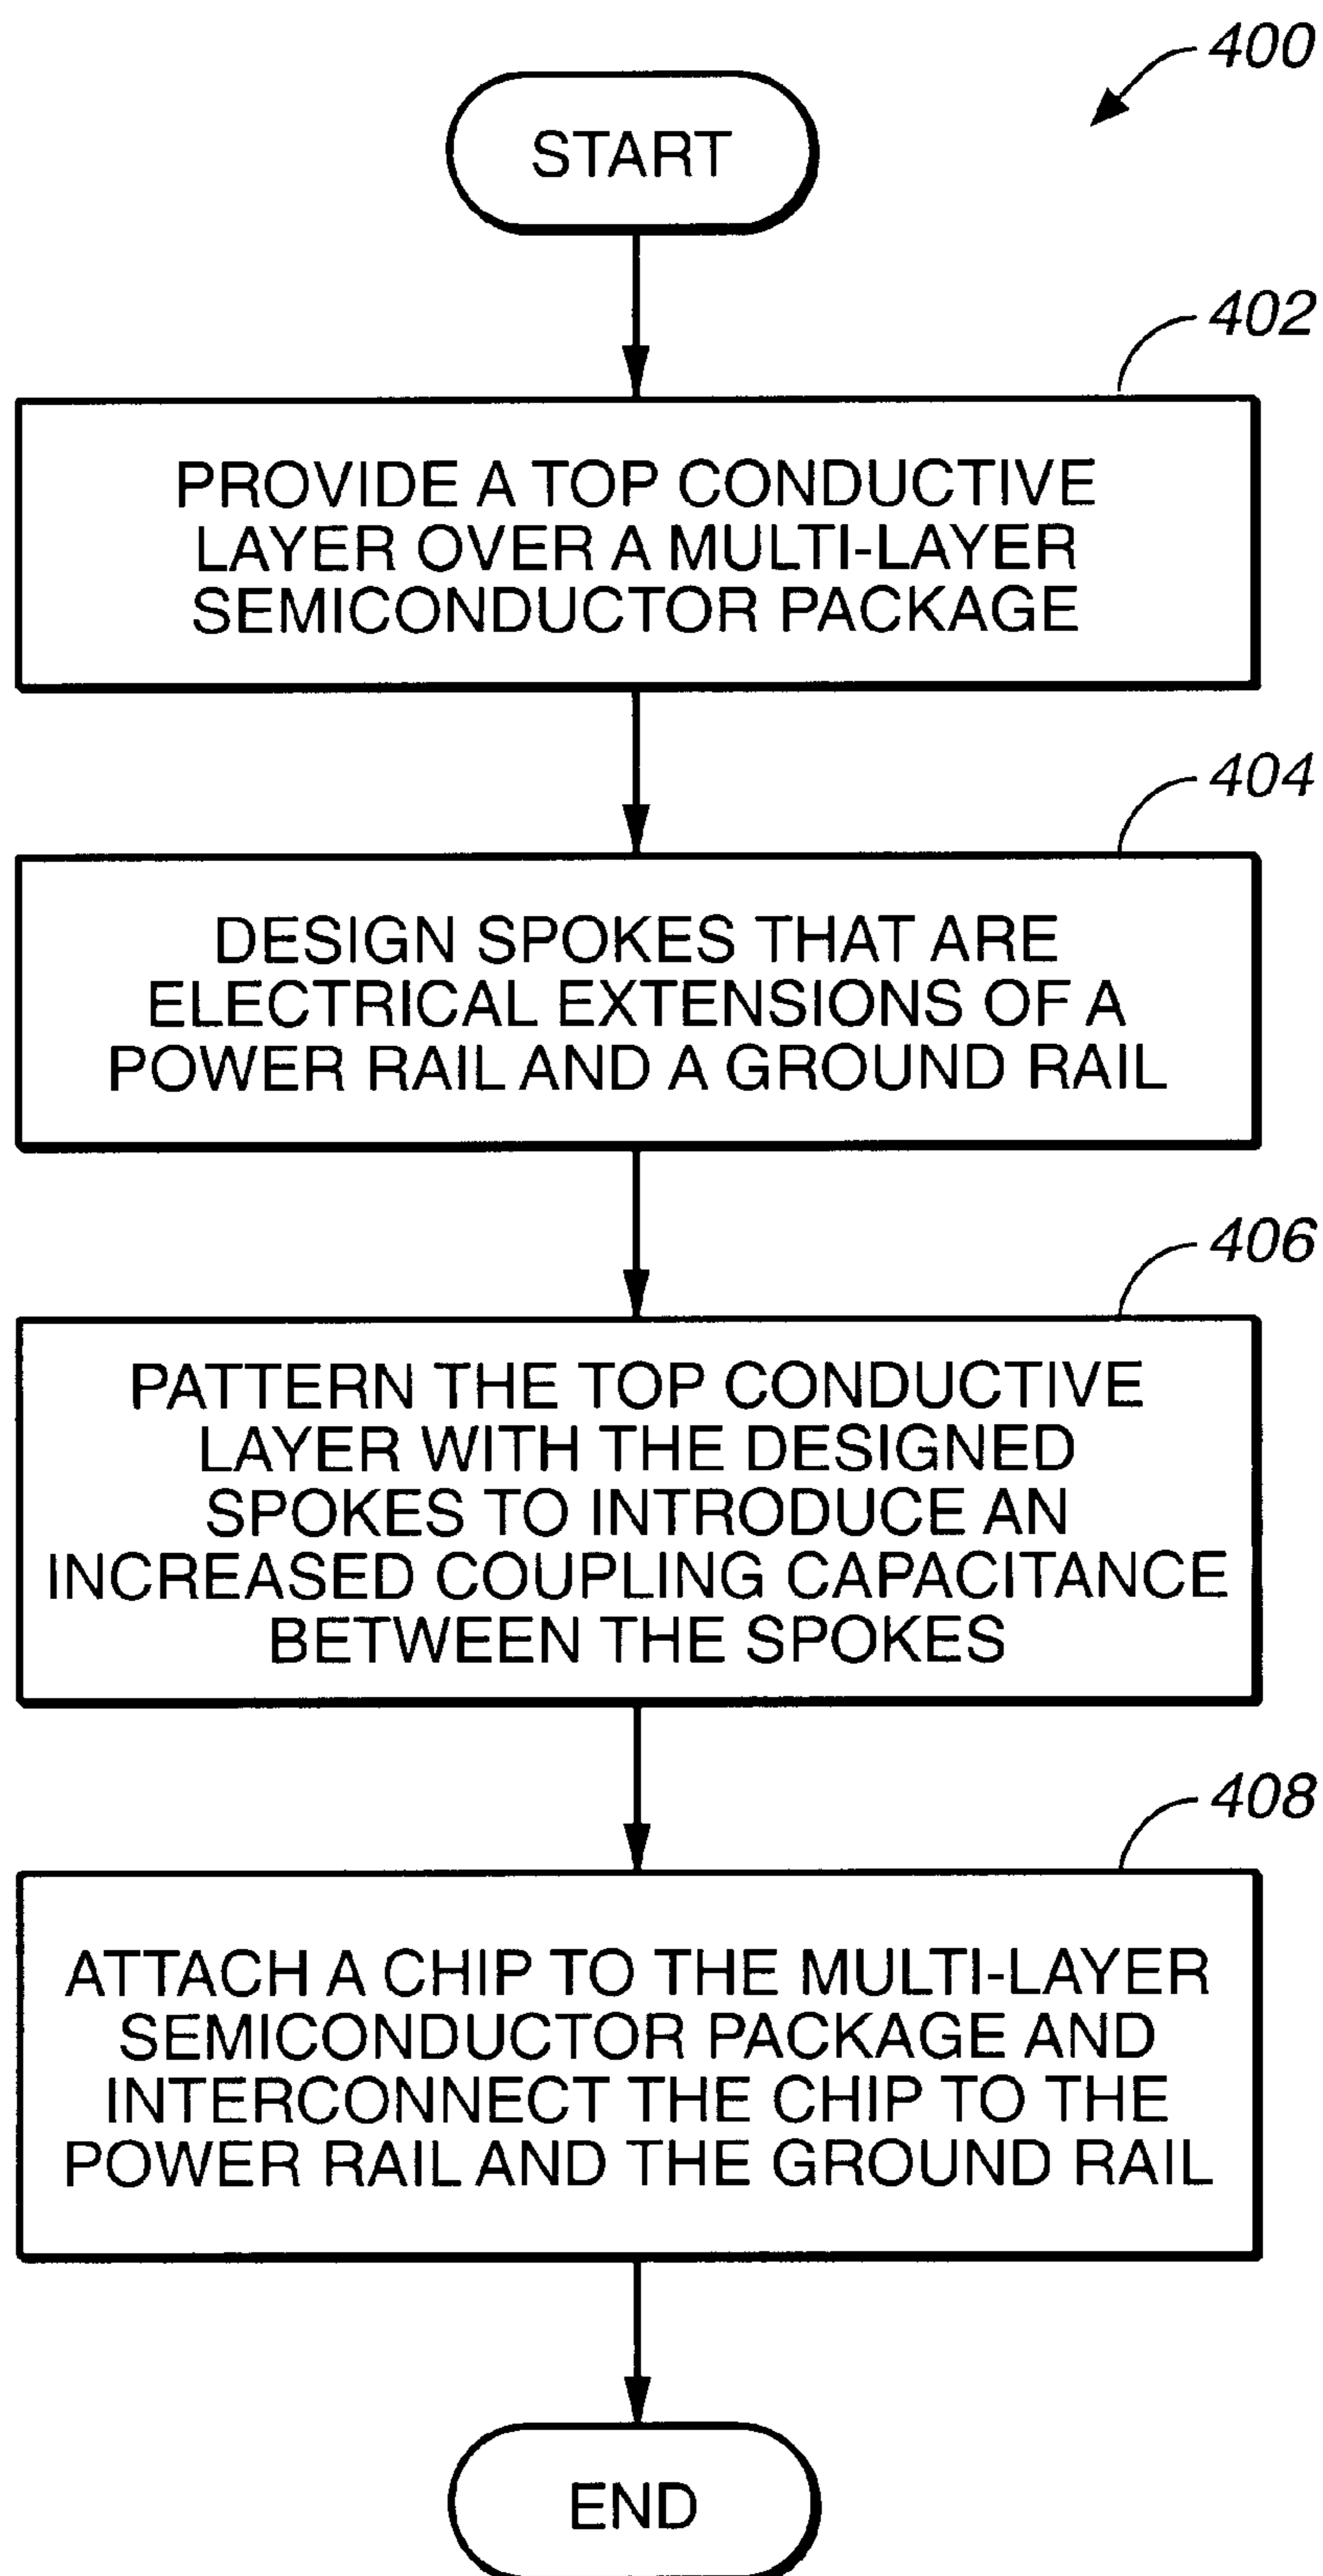 400
START
402
PROVIDE A TOP CONDUCTIVE
LAYER OVER A MULTI-LAYER
SEMICONDUCTOR PACKAGE
404
DESIGN SPOKES THAT ARE
ELECTRICAL EXTENSIONS OF A
POWER RAIL AND A GROUND RAIL
406
PATTERN THE TOP CONDUCTIVE
LAYER WITH THE DESIGNED
SPOKES TO INTRODUCE AN
INCREASED COUPLING CAPACITANCE
BETWEEN THE SPOKES
408
ATTACH A CHIP TO THE MULTI-LAYER
SEMICONDUCTOR PACKAGE AND
INTERCONNECT THE CHIP TO THE
POWER RAIL AND THE GROUND RAIL
END